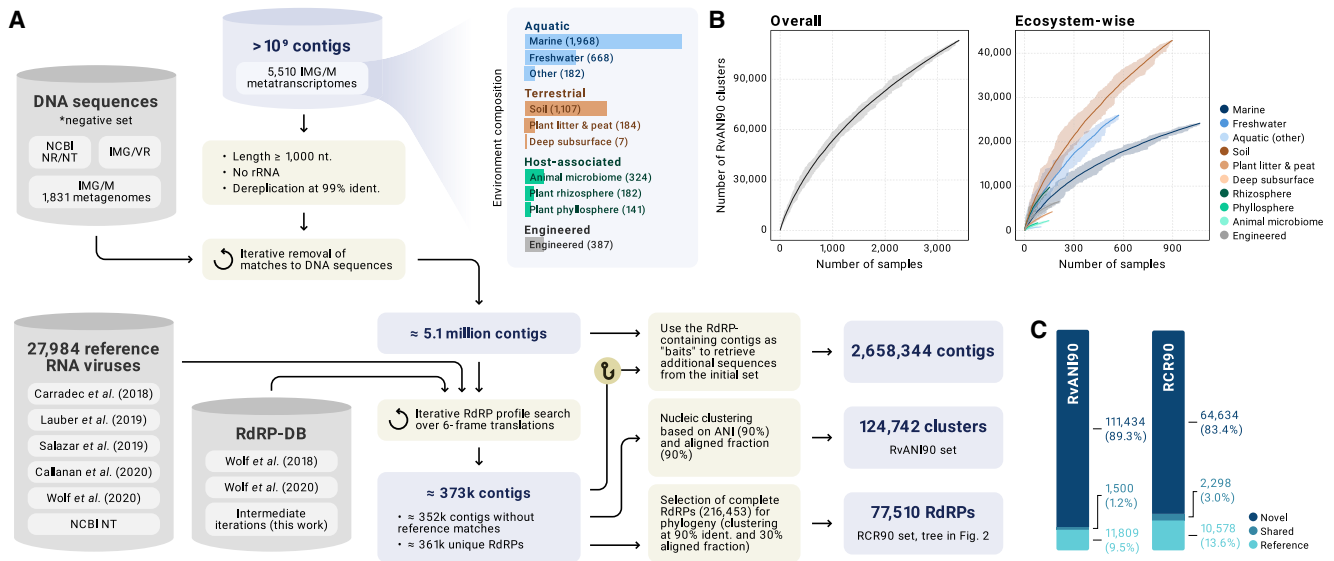 A
> 10⁹ contigs
5,510 IMG/M
metatranscriptomes
DNA sequences
*negative set
NCBI
NR/NT
IMG/VR
IMG/M
1,831 metagenomes
• Length ≥ 1,000 nt.
• No rRNA
• Dereplication at 99% ident.
Iterative removal of
matches to DNA sequences
Environment composition
Aquatic
Marine (1,968)
Freshwater (668)
Other (182)
Terrestrial
Soil (1,107)
Plant litter & peat (184)
Deep subsurface (7)
Host-associated
Animal microbiome (324)
Plant rhizosphere (182)
Plant phyllosphere (141)
Engineered
Engineered (387)
≈ 5.1 million contigs
27,984 reference
RNA viruses
Carradec et al. (2018)
Lauber et al. (2019)
Salazar et al. (2019)
Callanan et al. (2020)
Wolf et al. (2020)
NCBI NT
RdRP-DB
Wolf et al. (2018)
Wolf et al. (2020)
Intermediate
iterations (this work)
Iterative RdRP profile search
over 6-frame translations
≈ 373k contigs
• ≈ 352k contigs without
reference matches
• ≈ 361k unique RdRPs
Use the RdRP-
containing contigs as
"baits" to retrieve
additional sequences
from the initial set
2,658,344 contigs
Nucleic clustering
based on ANI (90%)
and aligned fraction
(90%)
124,742 clusters
RvANI90 set
Selection of complete
RdRPs (216,453) for
phylogeny (clustering
at 90% ident. and 30%
aligned fraction)
77,510 RdRPs
RCR90 set, tree in Fig. 2
B
Overall
Number of RvANI90 clusters
90,000
60,000
30,000
0
0
1,000
2,000
3,000
Number of samples
Ecosystem-wise
40,000
30,000
20,000
10,000
0
0
300
600
900
Number of samples
Marine
Freshwater
Aquatic (other)
Soil
Plant litter & peat
Deep subsurface
Rhizosphere
Phyllosphere
Animal microbiome
Engineered
C
RvANI90
111,434
(89.3%)
1,500
(1.2%)
11,809
(9.5%)
RCR90
64,634
(83.4%)
2,298
(3.0%)
10,578
(13.6%)
Novel
Shared
Reference